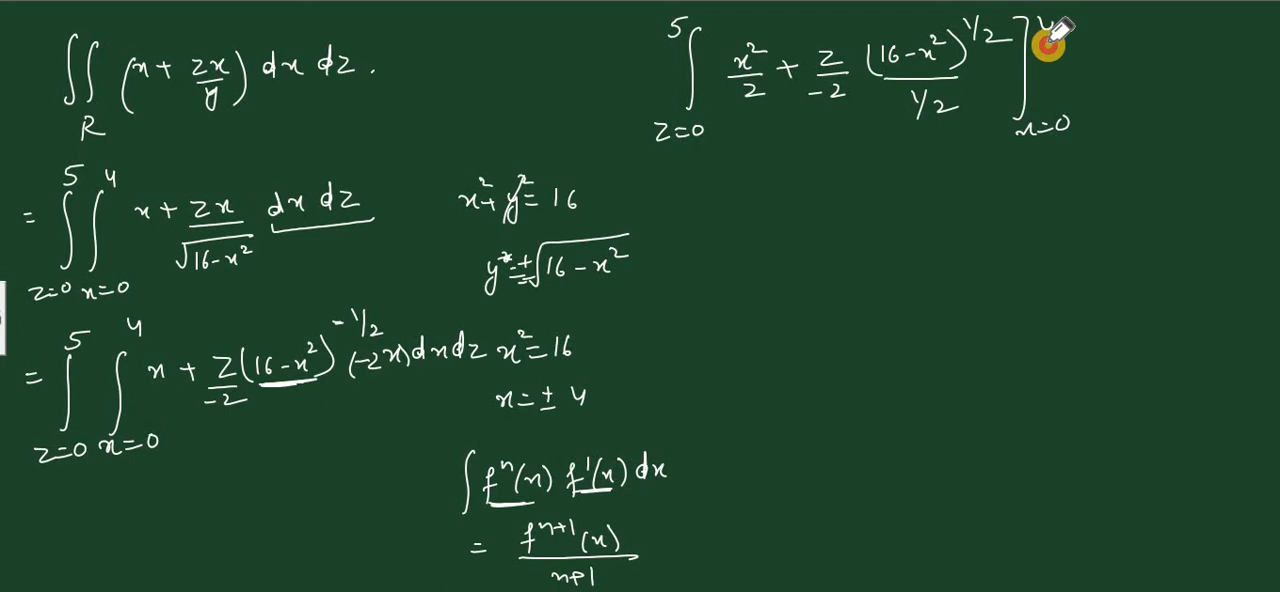 ∬_R (x + zx/y) dx dz.
= ∫_{z=0}^{5} ∫_{x=0}^{4} x + zx/√(16-x²) dx dz
= ∫_{z=0}^{5} ∫_{x=0}^{4} x + z/-2 (16-x²)^{-1/2} (-2x) dx dz
x² + y² = 16
y = ±√(16-x²)
x² = 16
x = ± 4
∫ fⁿ(x) f'(x) dx
= f^{n+1}(x)/n+1
∫_{z=0}^{5} x²/2 + z/-2 (16-x²)^{1/2}/1/2 ]_{x=0}